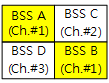 BSS A BSS C
(Ch.#1) (Ch.#2)
BSS D BSS B
(Ch.#3) (Ch.#1)